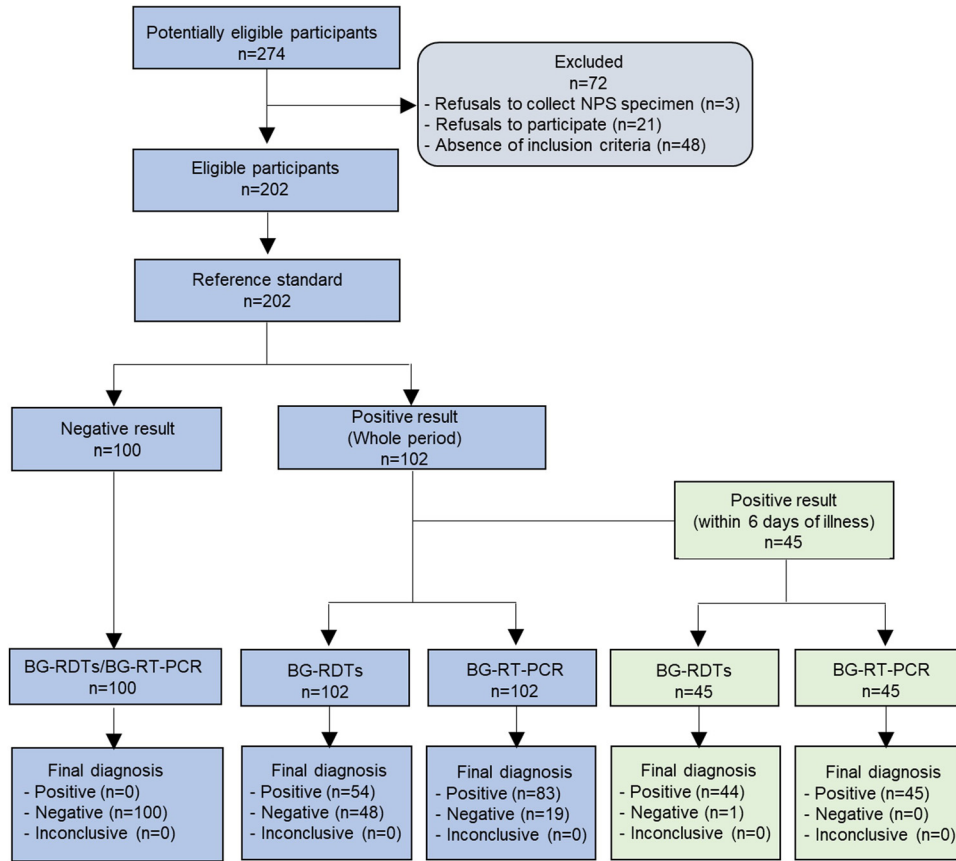 Potentially eligible participants
n=274
Excluded
n=72
- Refusals to collect NPS specimen (n=3)
- Refusals to participate (n=21)
- Absence of inclusion criteria (n=48)
Eligible participants
n=202
Reference standard
n=202
Negative result
n=100
Positive result
(Whole period)
n=102
Positive result
(within 6 days of illness)
n=45
BG-RDTs/BG-RT-PCR
n=100
BG-RDTs
n=102
BG-RT-PCR
n=102
BG-RDTs
n=45
BG-RT-PCR
n=45
Final diagnosis
- Positive (n=0)
- Negative (n=100)
- Inconclusive (n=0)
Final diagnosis
- Positive (n=54)
- Negative (n=48)
- Inconclusive (n=0)
Final diagnosis
- Positive (n=83)
- Negative (n=19)
- Inconclusive (n=0)
Final diagnosis
- Positive (n=44)
- Negative (n=1)
- Inconclusive (n=0)
Final diagnosis
- Positive (n=45)
- Negative (n=0)
- Inconclusive (n=0)